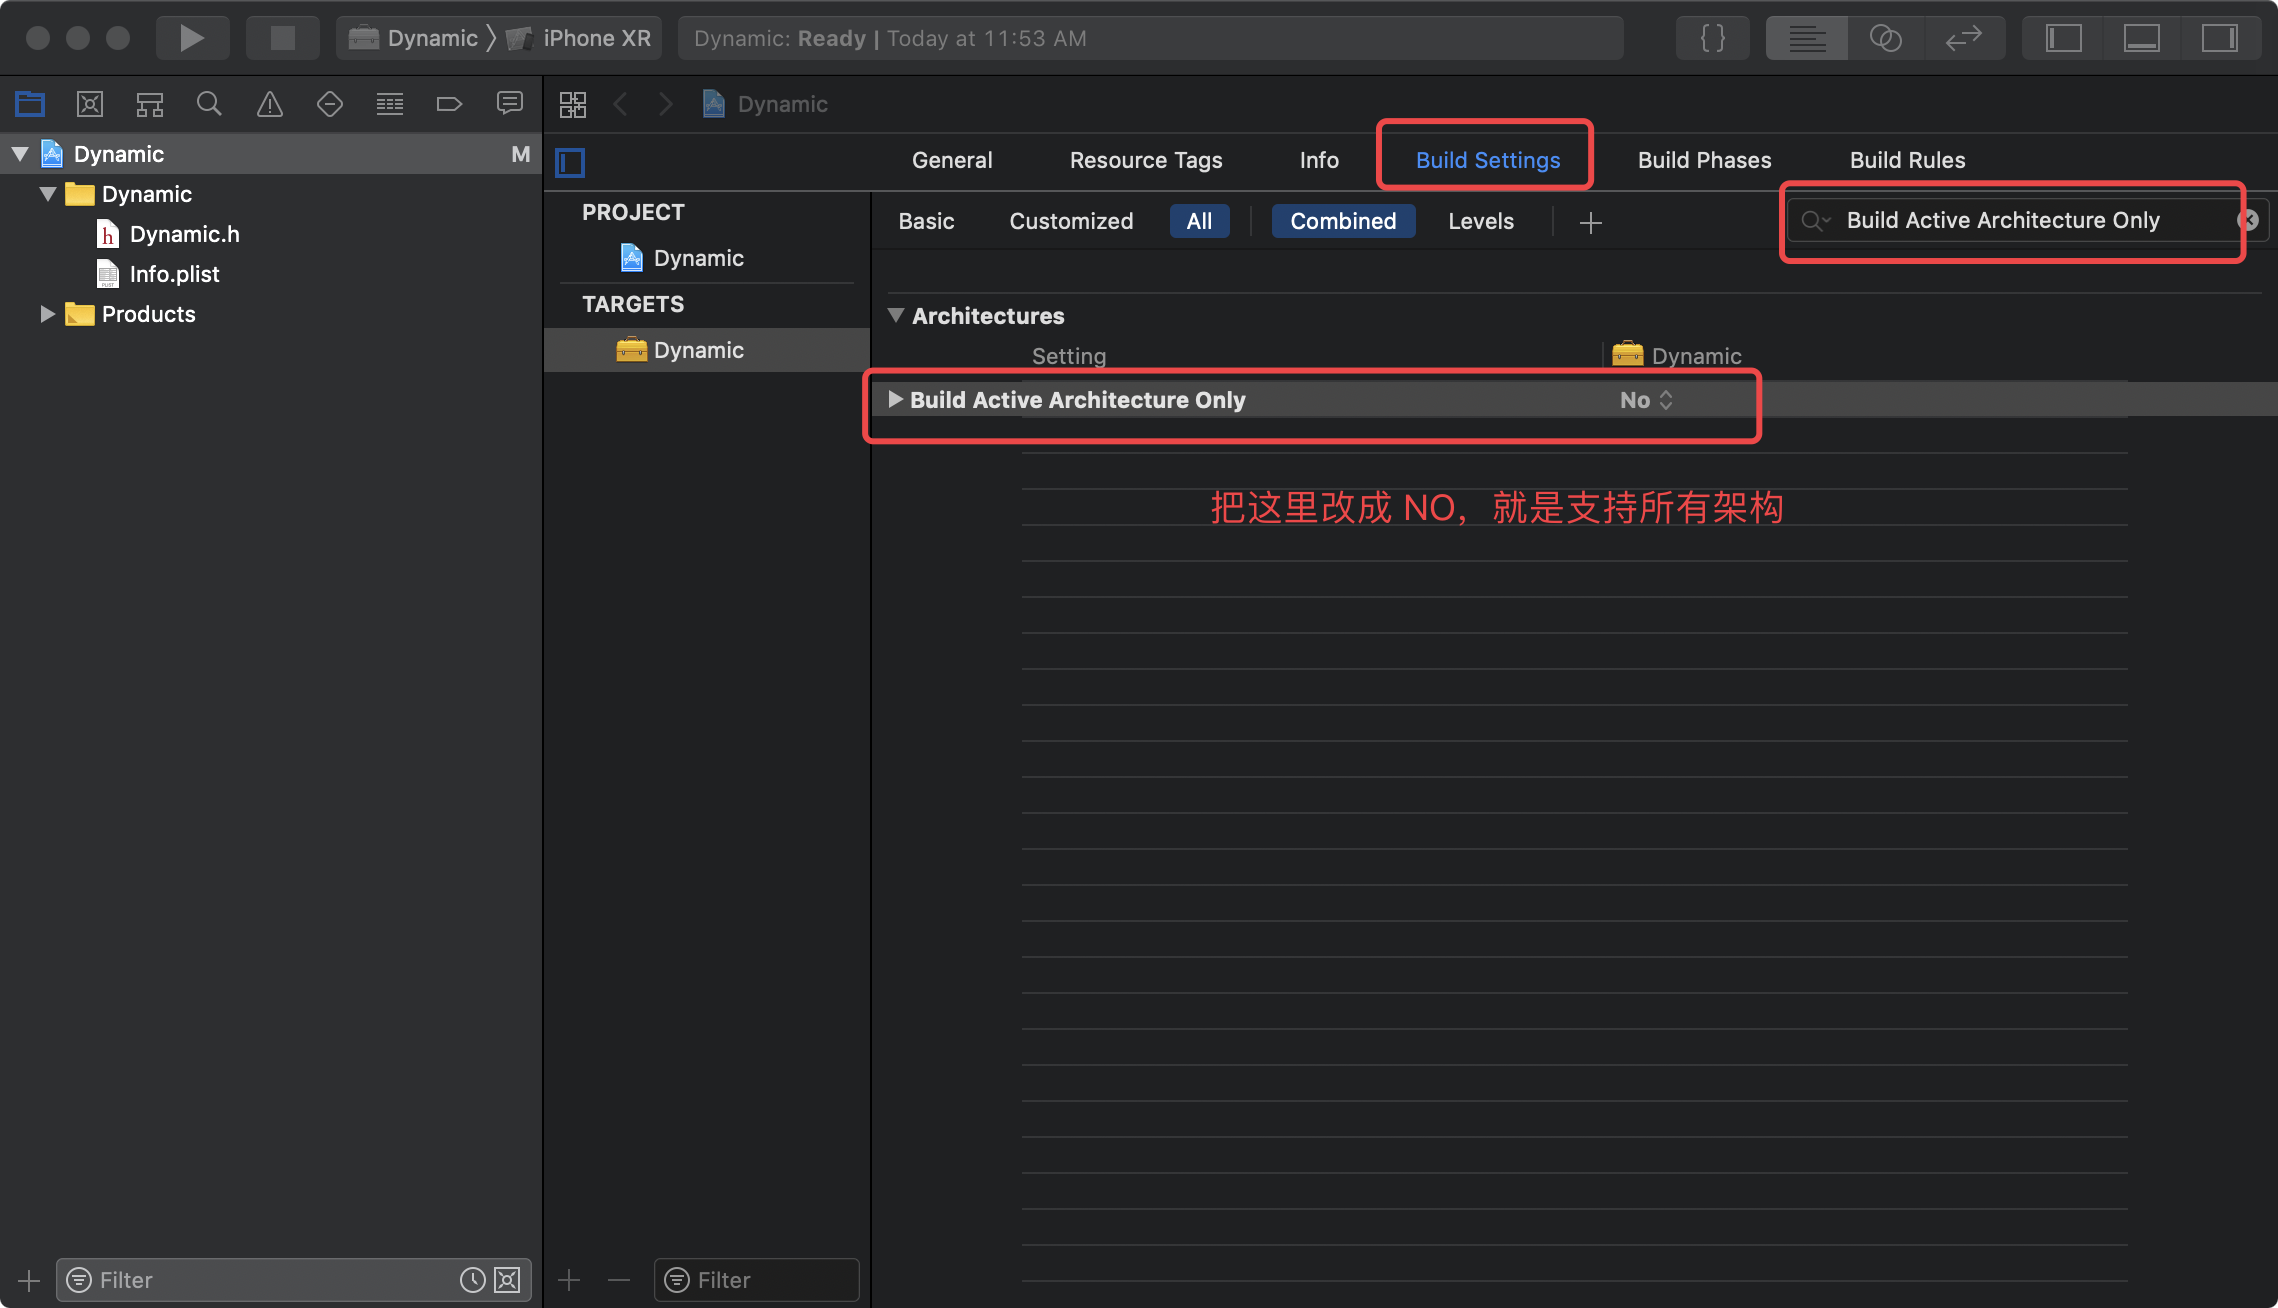 Dynamic 〉 iPhone XR
Dynamic: Ready | Today at 11:53 AM
{ }
Dynamic
Dynamic M
General Resource Tags Info Build Settings Build Phases Build Rules
Dynamic
Dynamic.h
Info.plist
Products
PROJECT
Dynamic
TARGETS
Dynamic
Basic Customized All Combined Levels
Build Active Architecture Only
Architectures
Setting Dynamic
Build Active Architecture Only No
把这里改成 NO，就是支持所有架构
Filter
Filter